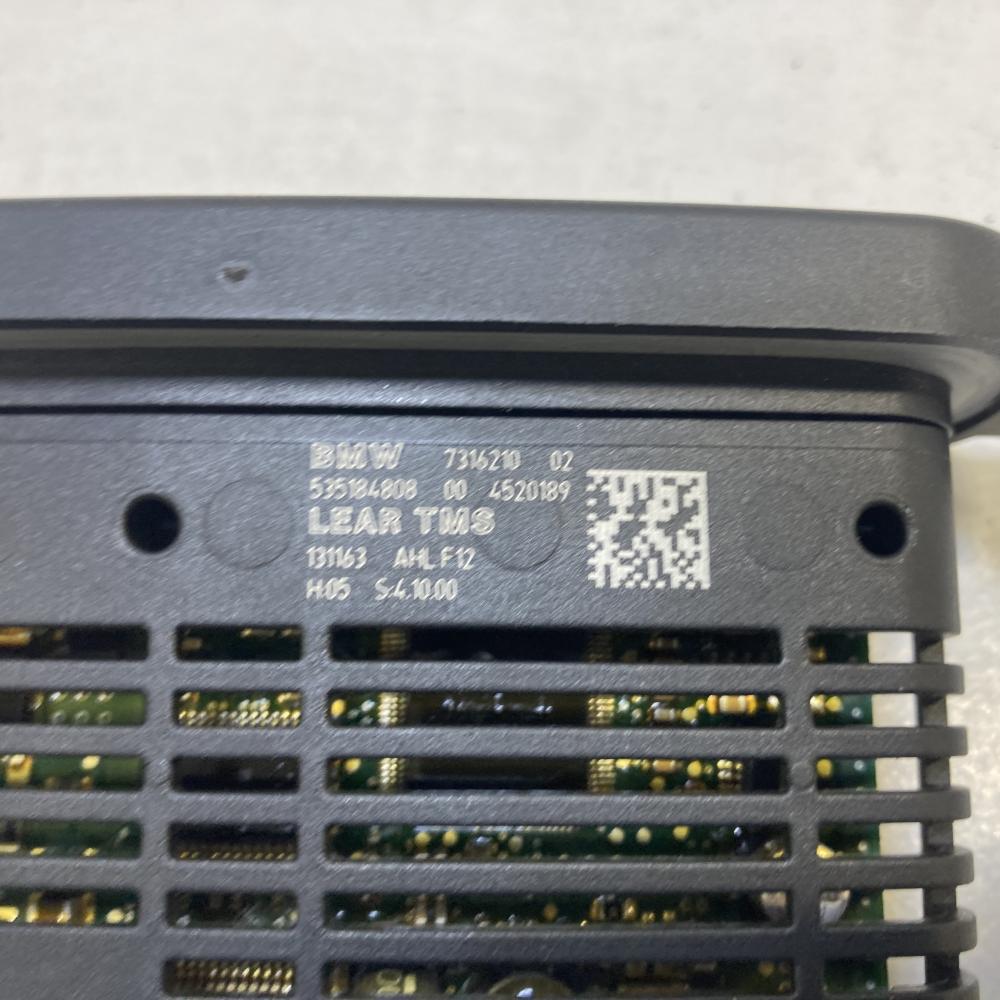 BMW 7316210 02
535184808 00 4520189
LEAR TMS
131163 AHL F12
H:05 S:4.10.00